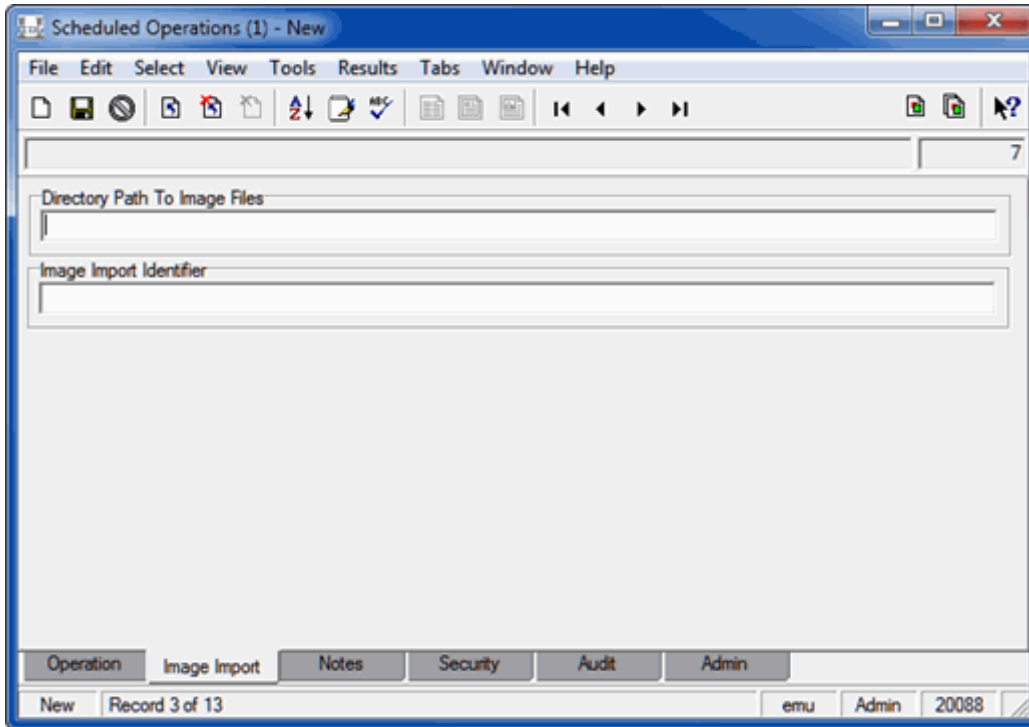 Scheduled Operations (1) - New
File Edit Select View Tools Results Tabs Window Help
7
Directory Path To Image Files
Image Import Identifier
Operation Image Import Notes Security Audit Admin
New Record 3 of 13 emu Admin 20088